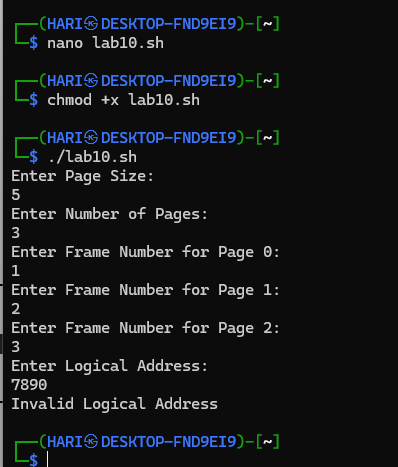 ┌──(HARI㉿DESKTOP-FND9EI9)-[~]
└─$ nano lab10.sh
┌──(HARI㉿DESKTOP-FND9EI9)-[~]
└─$ chmod +x lab10.sh
┌──(HARI㉿DESKTOP-FND9EI9)-[~]
└─$ ./lab10.sh
Enter Page Size:
5
Enter Number of Pages:
3
Enter Frame Number for Page 0:
1
Enter Frame Number for Page 1:
2
Enter Frame Number for Page 2:
3
Enter Logical Address:
7890
Invalid Logical Address
┌──(HARI㉿DESKTOP-FND9EI9)-[~]
└─$